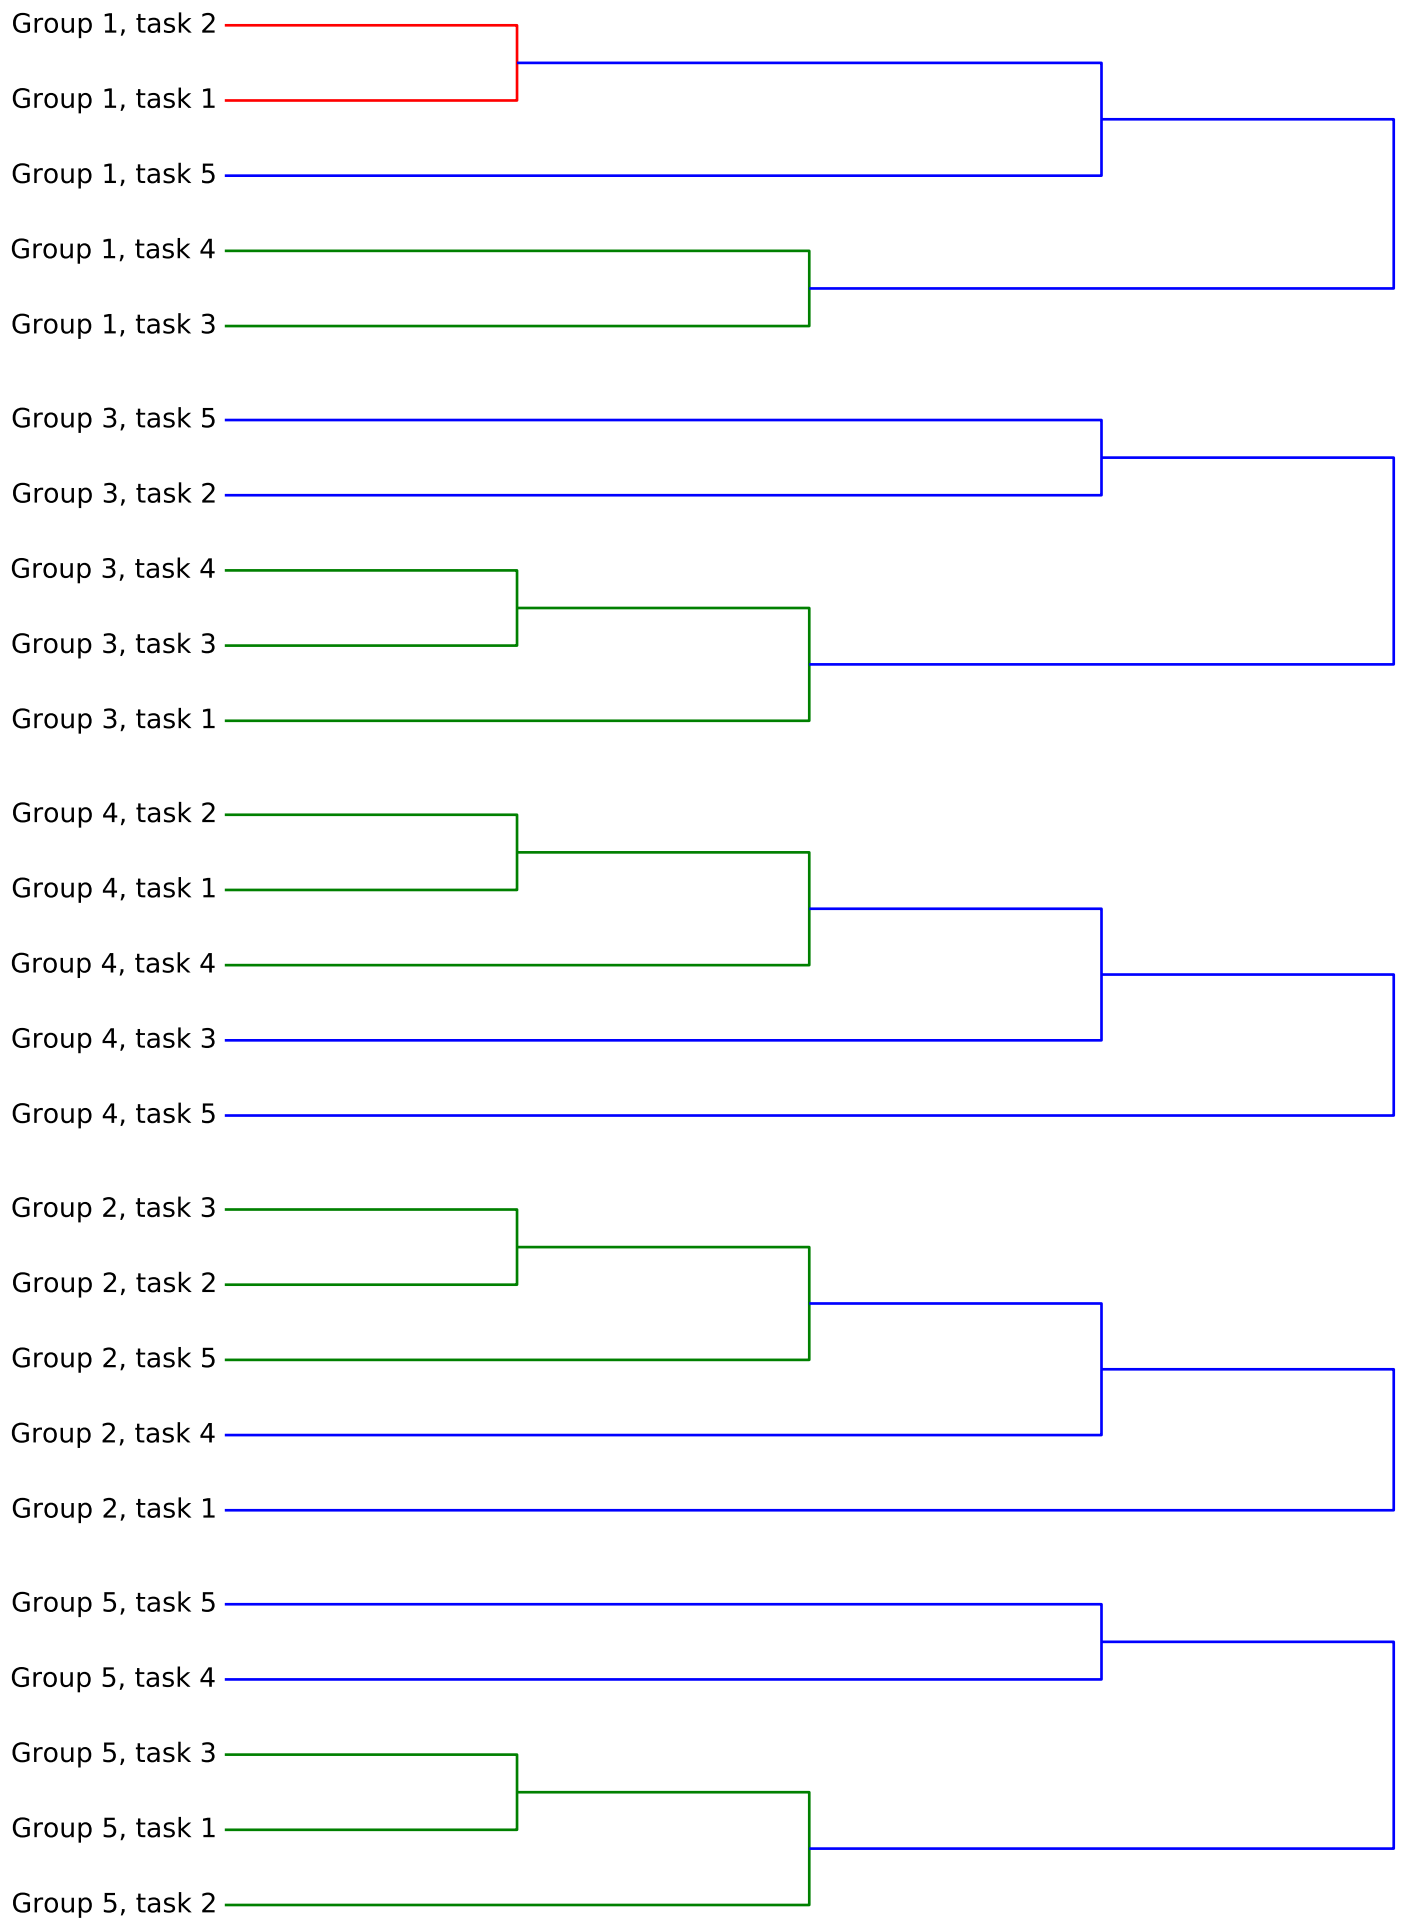 Group 1, task 2
Group 1, task 1
Group 1, task 5
Group 1, task 4
Group 1, task 3
Group 3, task 5
Group 3, task 2
Group 3, task 4
Group 3, task 3
Group 3, task 1
Group 4, task 2
Group 4, task 1
Group 4, task 4
Group 4, task 3
Group 4, task 5
Group 2, task 3
Group 2, task 2
Group 2, task 5
Group 2, task 4
Group 2, task 1
Group 5, task 5
Group 5, task 4
Group 5, task 3
Group 5, task 1
Group 5, task 2